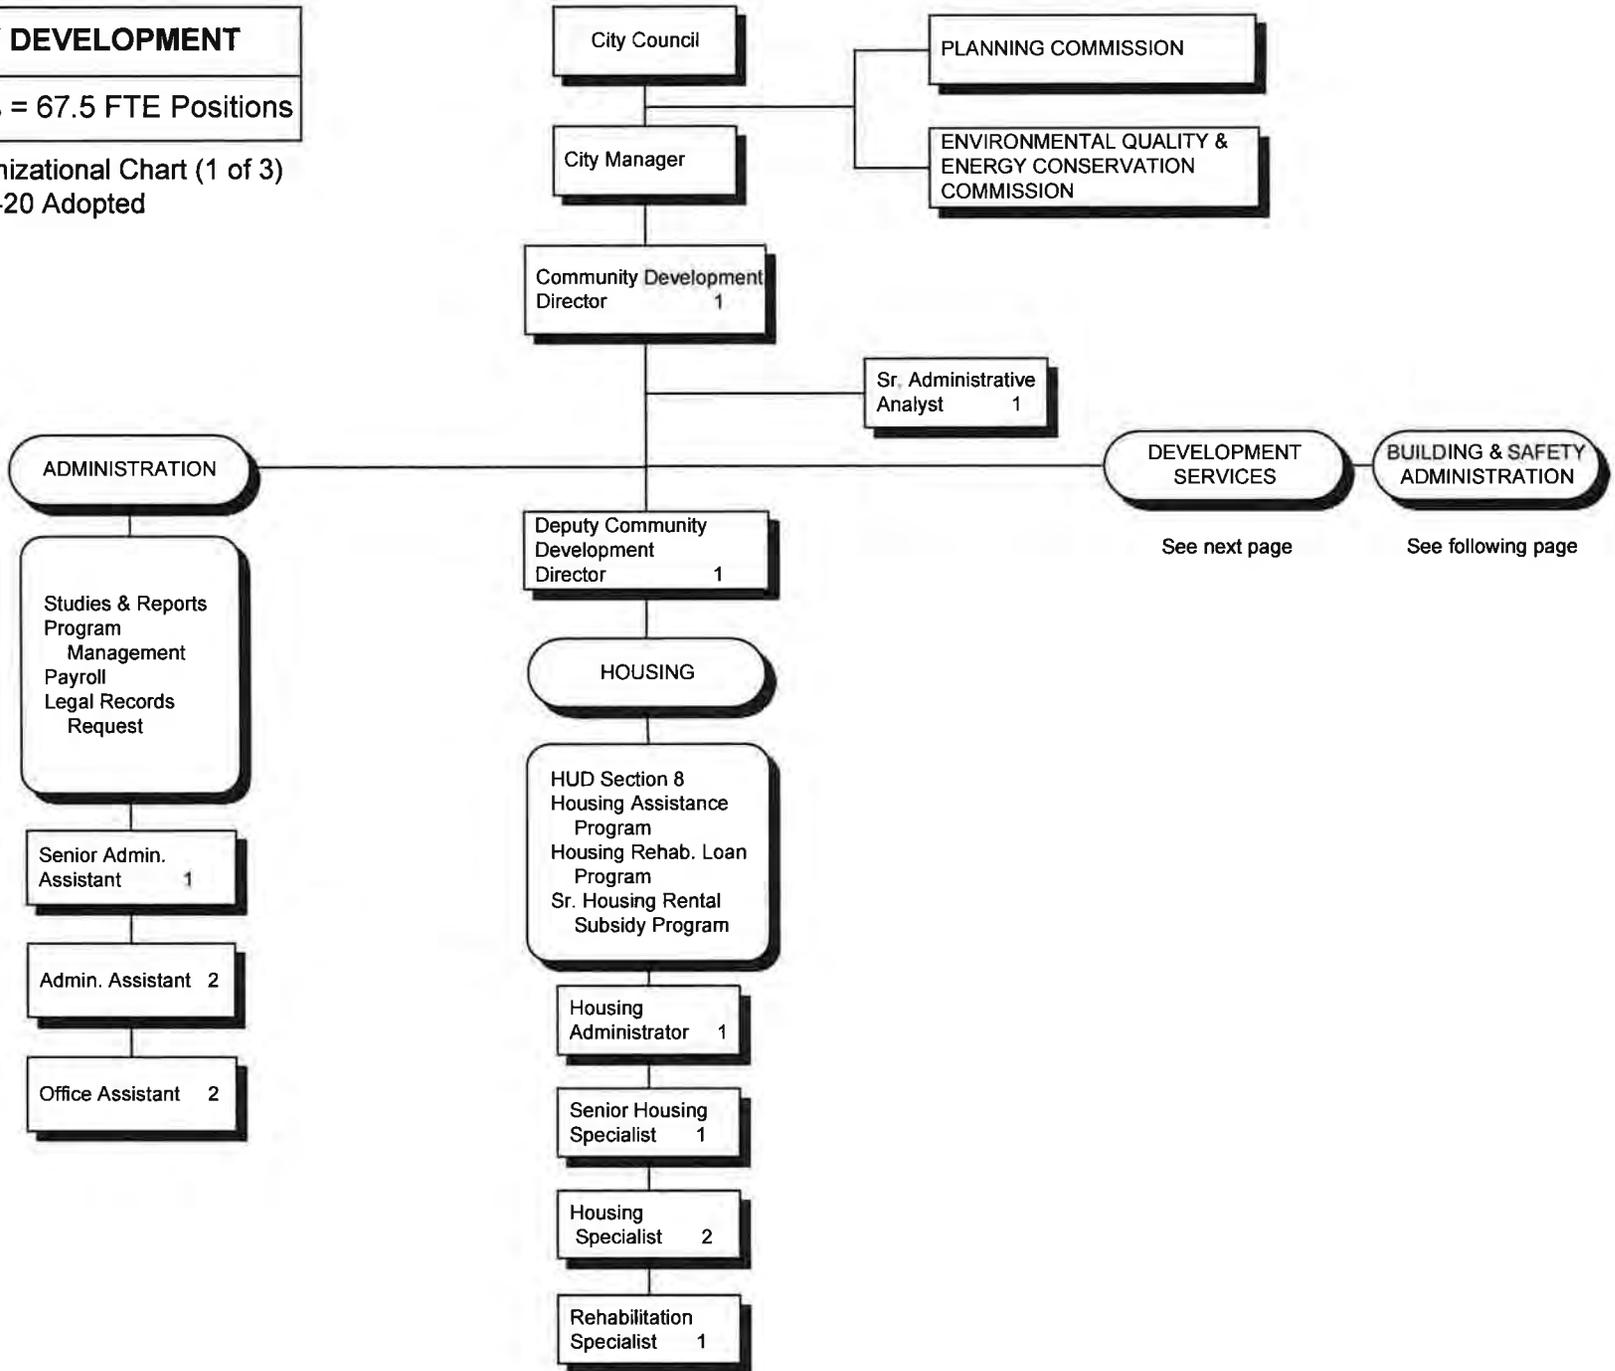 DEVELOPMENT
= 67.5 FTE Positions
Chart (1 of 3)
-20 Adopted
City Council
PLANNING COMMISSION
City Manager
ENVIRONMENTAL QUALITY &
ENERGY CONSERVATION
COMMISSION
Community Development
Director 1
Sr. Administrative
Analyst 1
ADMINISTRATION
DEVELOPMENT
SERVICES
BUILDING & SAFETY
ADMINISTRATION
See next page
See following page
Deputy Community
Development
Director 1
Studies & Reports
Program
Management
Payroll
Legal Records
Request
HOUSING
HUD Section 8
Housing Assistance
Program
Housing Rehab. Loan
Program
Sr. Housing Rental
Subsidy Program
Senior Admin.
Assistant 1
Admin. Assistant 2
Office Assistant 2
Housing
Administrator 1
Senior Housing
Specialist 1
Housing
Specialist 2
Rehabilitation
Specialist 1